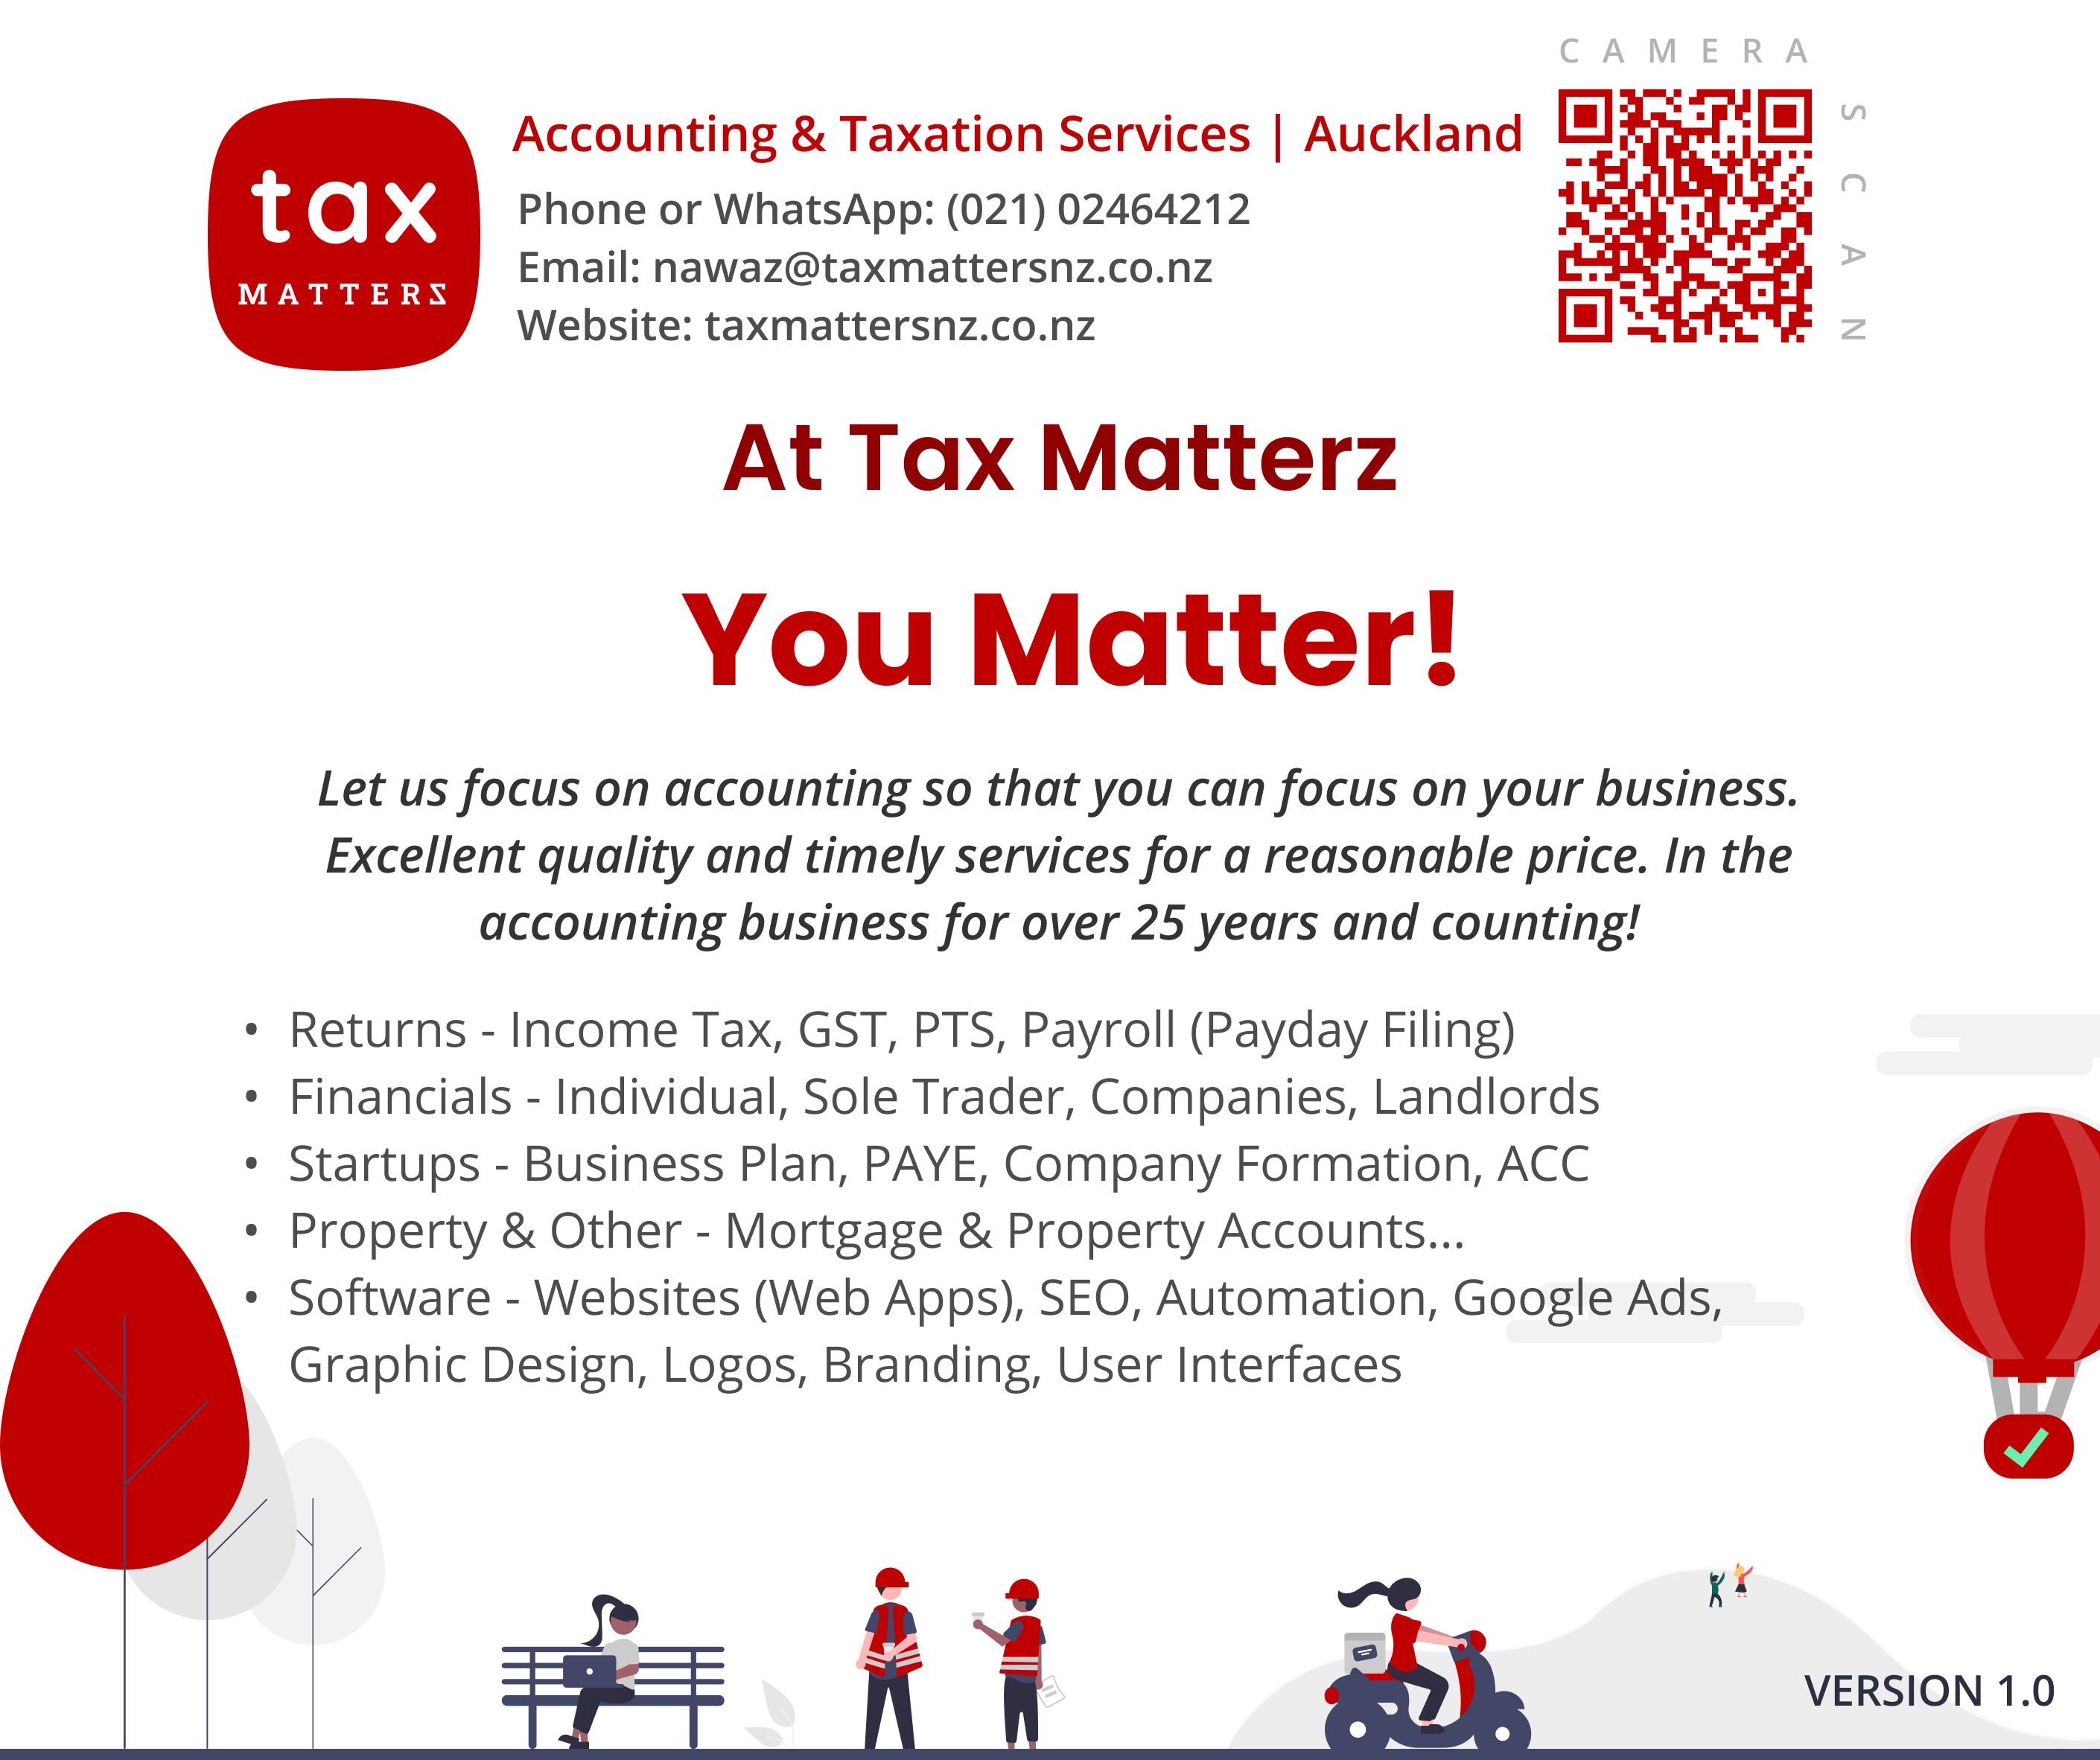 CAMERA
SCAN
tax
MATTERZ
Accounting & Taxation Services | Auckland
Phone or WhatsApp: (021) 02464212
Email: nawaz@taxmattersnz.co.nz
Website: taxmattersnz.co.nz
At Tax Matterz
You Matter!
Let us focus on accounting so that you can focus on your business.
Excellent quality and timely services for a reasonable price. In the
accounting business for over 25 years and counting!
• Returns - Income Tax, GST, PTS, Payroll (Payday Filing)
• Financials - Individual, Sole Trader, Companies, Landlords
• Startups - Business Plan, PAYE, Company Formation, ACC
• Property & Other - Mortgage & Property Accounts...
• Software - Websites (Web Apps), SEO, Automation, Google Ads,
Graphic Design, Logos, Branding, User Interfaces
VERSION 1.0